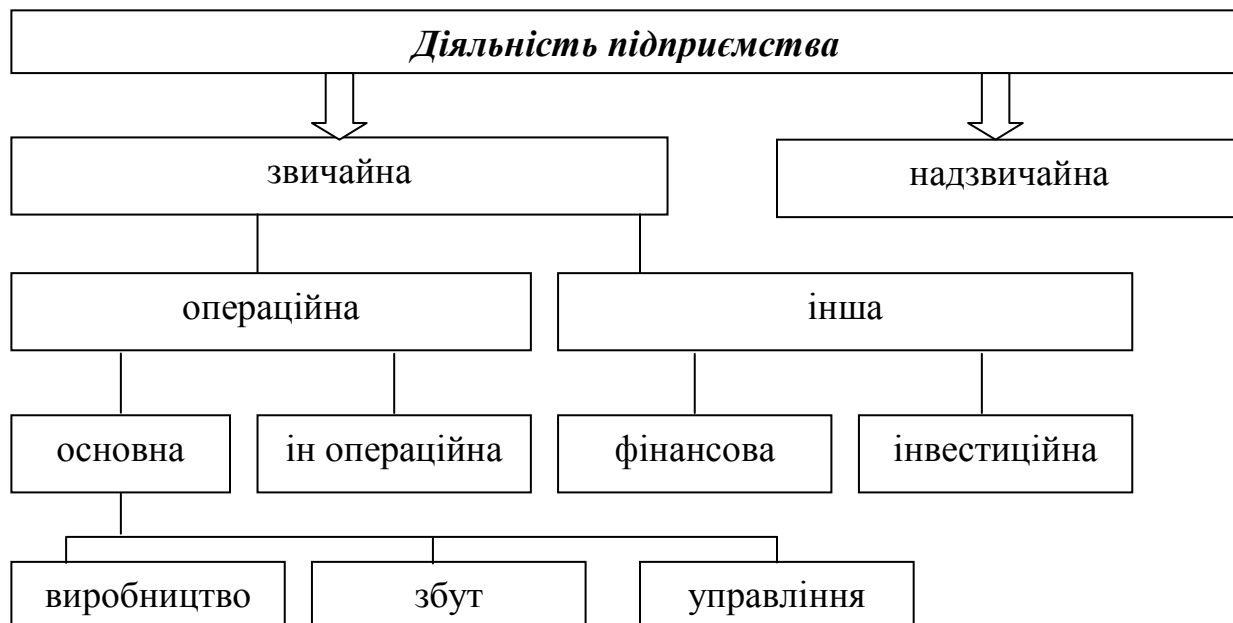 Діяльність підприємства
звичайна
надзвичайна
операційна
інша
основна
ін операційна
фінансова
інвестиційна
виробництво
збут
управління